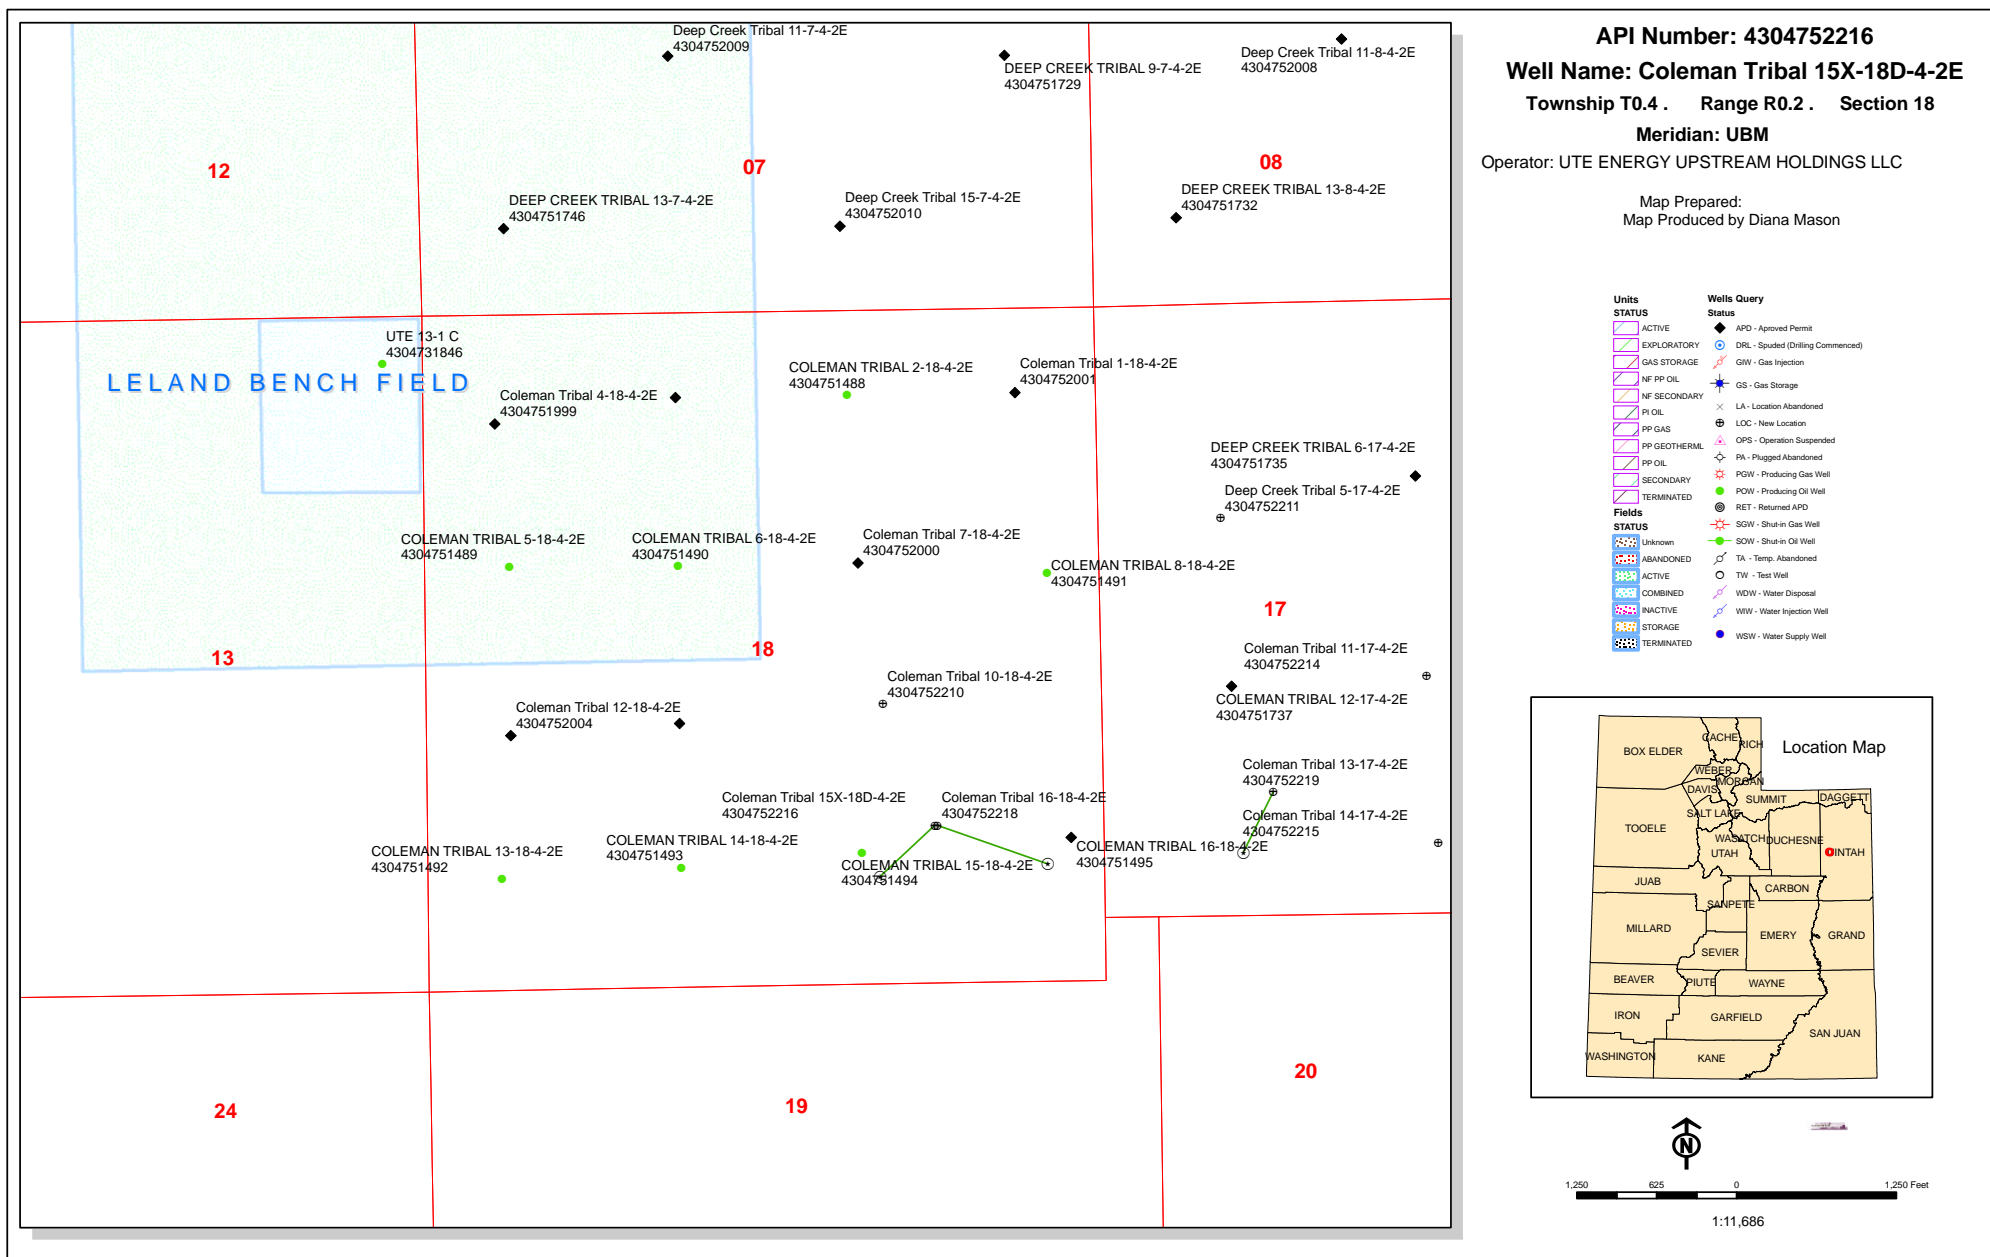 API Number: 4304752216
Well Name: Coleman Tribal 15X-18D-4-2E
Township T0.4 . Range R0.2 . Section 18
Meridian: UBM
Operator: UTE ENERGY UPSTREAM HOLDINGS LLC
Map Prepared:
Map Produced by Diana Mason
Deep Creek Tribal 11-7-4-2E
4304752009
DEEP CREEK TRIBAL 9-7-4-2E
4304751729
Deep Creek Tribal 11-8-4-2E
4304752008
12
07
08
DEEP CREEK TRIBAL 13-7-4-2E
4304751746
Deep Creek Tribal 15-7-4-2E
4304752010
DEEP CREEK TRIBAL 13-8-4-2E
4304751732
UTE 13-1 C
4304731846
LELAND BENCH FIELD
Coleman Tribal 4-18-4-2E
4304751999
COLEMAN TRIBAL 2-18-4-2E
4304751488
Coleman Tribal 1-18-4-2E
4304752001
DEEP CREEK TRIBAL 6-17-4-2E
4304751735
Deep Creek Tribal 5-17-4-2E
4304752211
COLEMAN TRIBAL 5-18-4-2E
4304751489
COLEMAN TRIBAL 6-18-4-2E
4304751490
Coleman Tribal 7-18-4-2E
4304752000
COLEMAN TRIBAL 8-18-4-2E
4304751491
13
18
17
Coleman Tribal 11-17-4-2E
4304752214
COLEMAN TRIBAL 12-17-4-2E
4304751737
Coleman Tribal 10-18-4-2E
4304752210
Coleman Tribal 12-18-4-2E
4304752004
Coleman Tribal 13-17-4-2E
4304752219
Coleman Tribal 15X-18D-4-2E
4304752216
Coleman Tribal 16-18-4-2E
4304752218
Coleman Tribal 14-17-4-2E
4304752215
COLEMAN TRIBAL 13-18-4-2E
4304751492
COLEMAN TRIBAL 14-18-4-2E
4304751493
COLEMAN TRIBAL 15-18-4-2E
4304751494
COLEMAN TRIBAL 16-18-4-2E
4304751495
24
19
20
Units
STATUS
ACTIVE
EXPLORATORY
GAS STORAGE
NF PP OIL
NF SECONDARY
PI OIL
PP GAS
PP GEOTHERML
PP OIL
SECONDARY
TERMINATED
Fields
STATUS
Unknown
ABANDONED
ACTIVE
COMBINED
INACTIVE
STORAGE
TERMINATED
Wells Query
Status
APD - Aproved Permit
DRL - Spuded (Drilling Commenced)
GIW - Gas Injection
GS - Gas Storage
LA - Location Abandoned
LOC - New Location
OPS - Operation Suspended
PA - Plugged Abandoned
PGW - Producing Gas Well
POW - Producing Oil Well
RET - Returned APD
SGW - Shut-in Gas Well
SOW - Shut-in Oil Well
TA - Temp. Abandoned
TW - Test Well
WDW - Water Disposal
WIW - Water Injection Well
WSW - Water Supply Well
Location Map
BOX ELDER
CACHE
RICH
WEBER
MORGAN
DAVIS
SUMMIT
DAGGETT
SALT LAKE
TOOELE
WASATCH
DUCHESNE
UTAH
UINTAH
JUAB
CARBON
SANPETE
MILLARD
EMERY
GRAND
SEVIER
BEAVER
PIUTE
WAYNE
IRON
GARFIELD
SAN JUAN
WASHINGTON
KANE
N
1,250 625 0 1,250 Feet
1:11,686